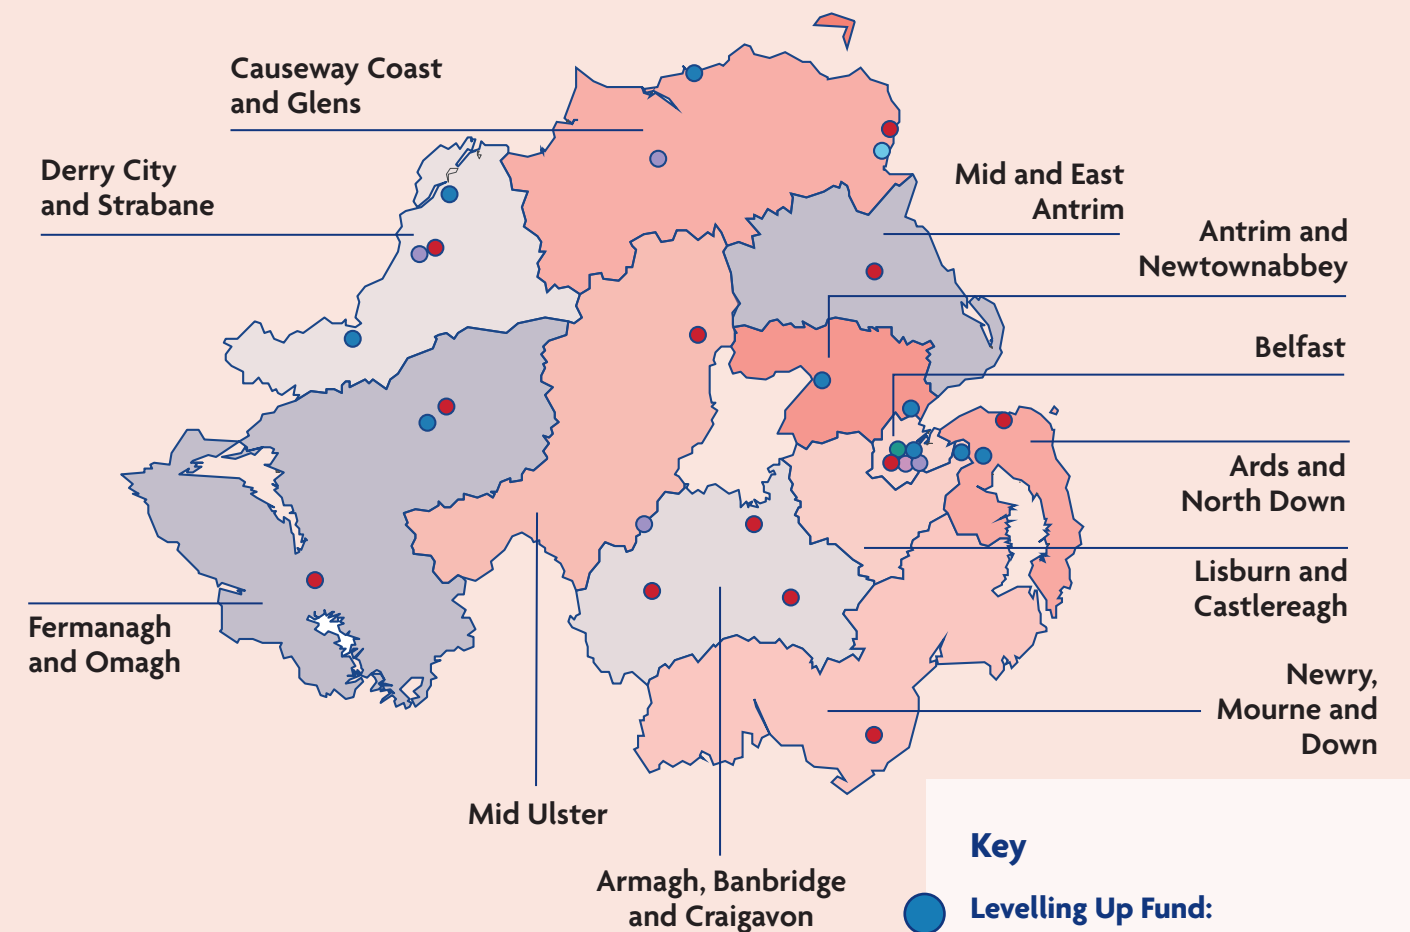 Causeway Coast
and Glens
Derry City
and Strabane
Mid and East
Antrim
Antrim and
Newtownabbey
Belfast
Ards and
North Down
Lisburn and
Castlereagh
Fermanagh
and Omagh
Newry,
Mourne and
Down
Mid Ulster
Armagh, Banbridge
and Craigavon
Key
Levelling Up Fund: